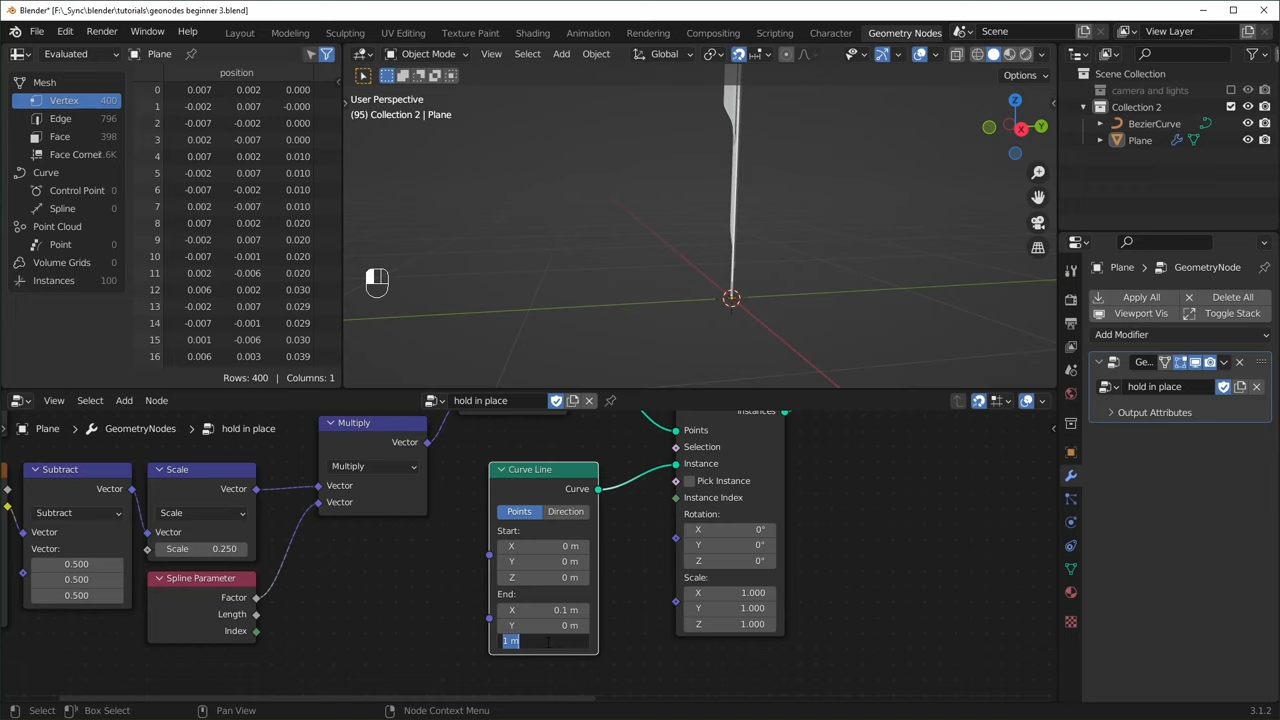 Blender* [F:\_Sync\blender\tutorials\geonodes beginner 3.blend]
File Edit Render Window Help Layout Modeling Sculpting UV Editing Texture Paint Shading Animation Rendering Compositing Scripting Character Geometry Nodes Scene View Layer
Evaluated Plane
Object Mode View Select Add Object Global
Options
Mesh
Vertex 400
Edge 796
Face 398
Face Corner 1.6K
Curve
Control Point 0
Spline 0
Point Cloud
Point 0
Volume Grids
Instances 100
position
0 0.007 0.002 0.000
1 0.007 0.002 -0.000
2 -0.007 0.002 -0.000
3 -0.007 0.002 0.000
4 0.007 0.002 0.010
5 0.007 0.002 0.010
6 -0.007 0.002 0.010
7 -0.007 0.002 0.010
8 0.007 0.002 0.020
9 -0.002 0.007 0.020
10 -0.007 -0.001 0.020
11 0.002 -0.006 0.020
12 0.006 0.003 0.029
13 -0.002 0.007 0.029
14 -0.007 -0.001 0.029
15 0.001 -0.006 0.030
16 0.006 0.003 0.039
Rows: 400 | Columns: 1
User Perspective
(95) Collection 2 | Plane
Z
Y
X
Scene Collection
camera and lights
Collection 2
BezierCurve
Plane
Plane GeometryNode
Apply All Delete All
Viewport Vis Toggle Stack
Add Modifier
Ge...
hold in place
Output Attributes
View Select Add Node hold in place
Plane GeometryNodes hold in place
Subtract
Vector
Subtract
Vector
Vector:
0.500
0.500
0.500
Scale
Vector
Scale
Vector
Scale 0.250
Spline Parameter
Factor
Length
Index
Multiply
Vector
Multiply
Vector
Vector
Curve Line
Curve
Points Direction
Start:
X 0 m
Y 0 m
Z 0 m
End:
X 0.1 m
Y 0 m
1 m
Instances
Points
Selection
Instance
Pick Instance
Instance Index
Rotation:
X 0°
Y 0°
Z 0°
Scale:
X 1.000
Y 1.000
Z 1.000
Select Box Select Pan View Node Context Menu 3.1.2